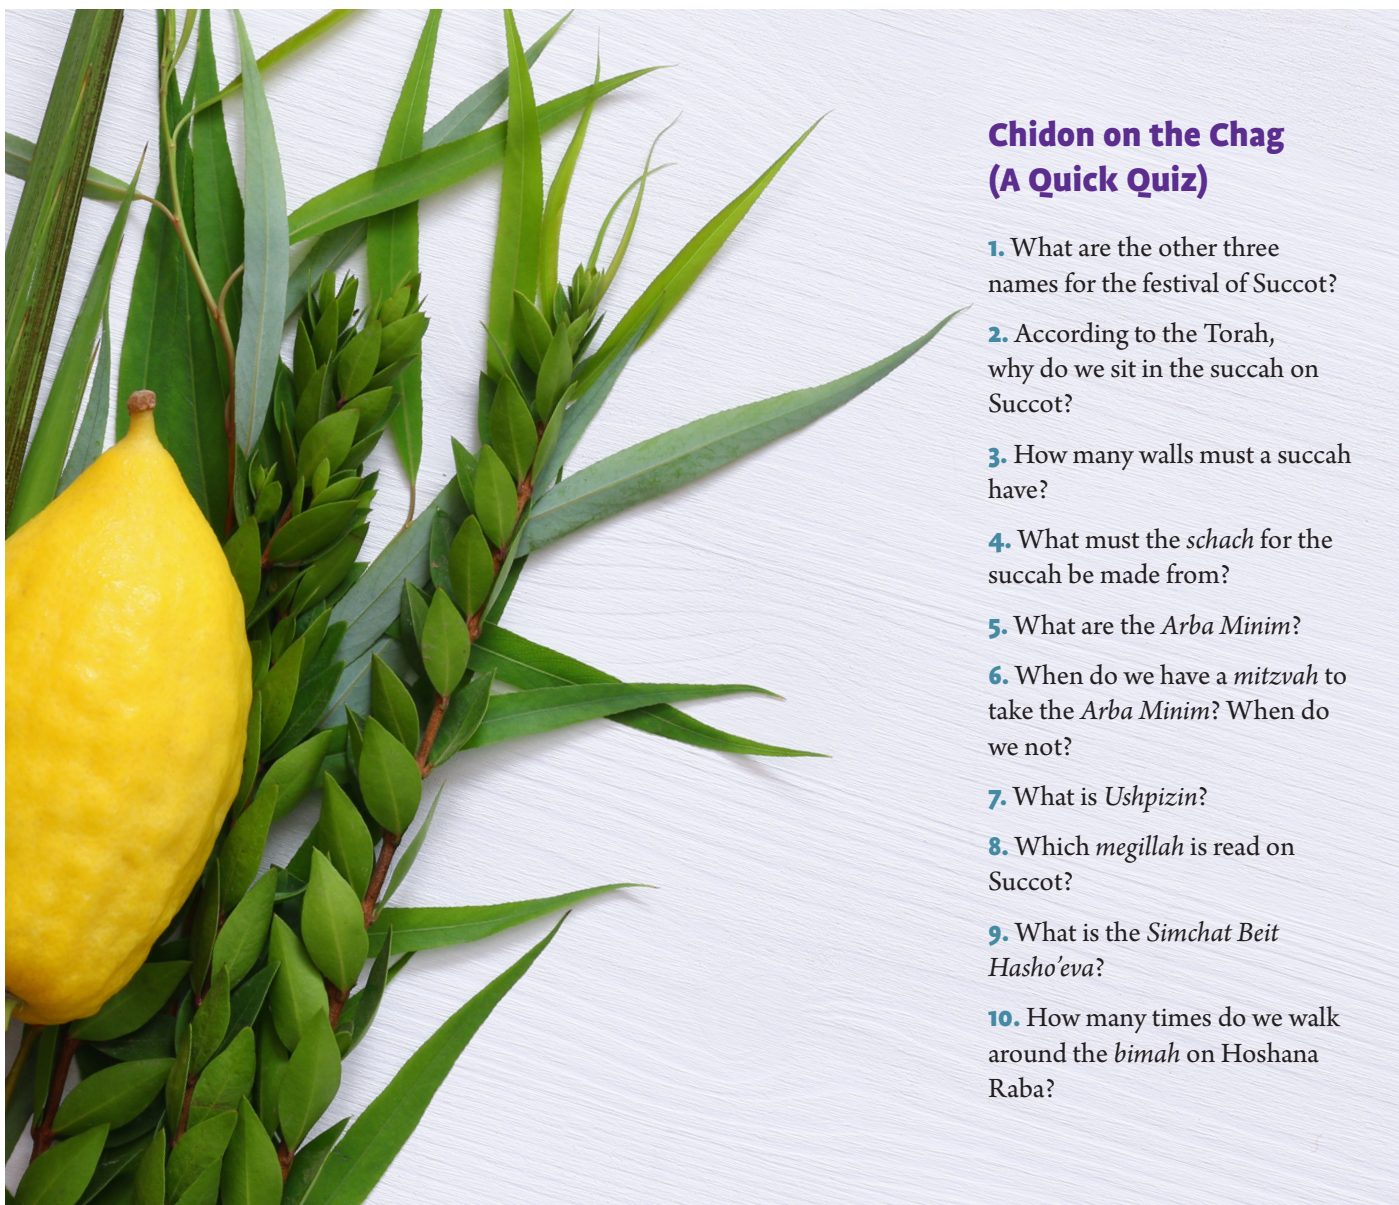 Chidon on the Chag
(A Quick Quiz)
1. What are the other three
names for the festival of Succot?
2. According to the Torah,
why do we sit in the succah on
Succot?
3. How many walls must a succah
have?
4. What must the schach for the
succah be made from?
5. What are the Arba Minim?
6. When do we have a mitzvah to
take the Arba Minim? When do
we not?
7. What is Ushpizin?
8. Which megillah is read on
Succot?
9. What is the Simchat Beit
Hasho’eva?
10. How many times do we walk
around the bimah on Hoshana
Raba?